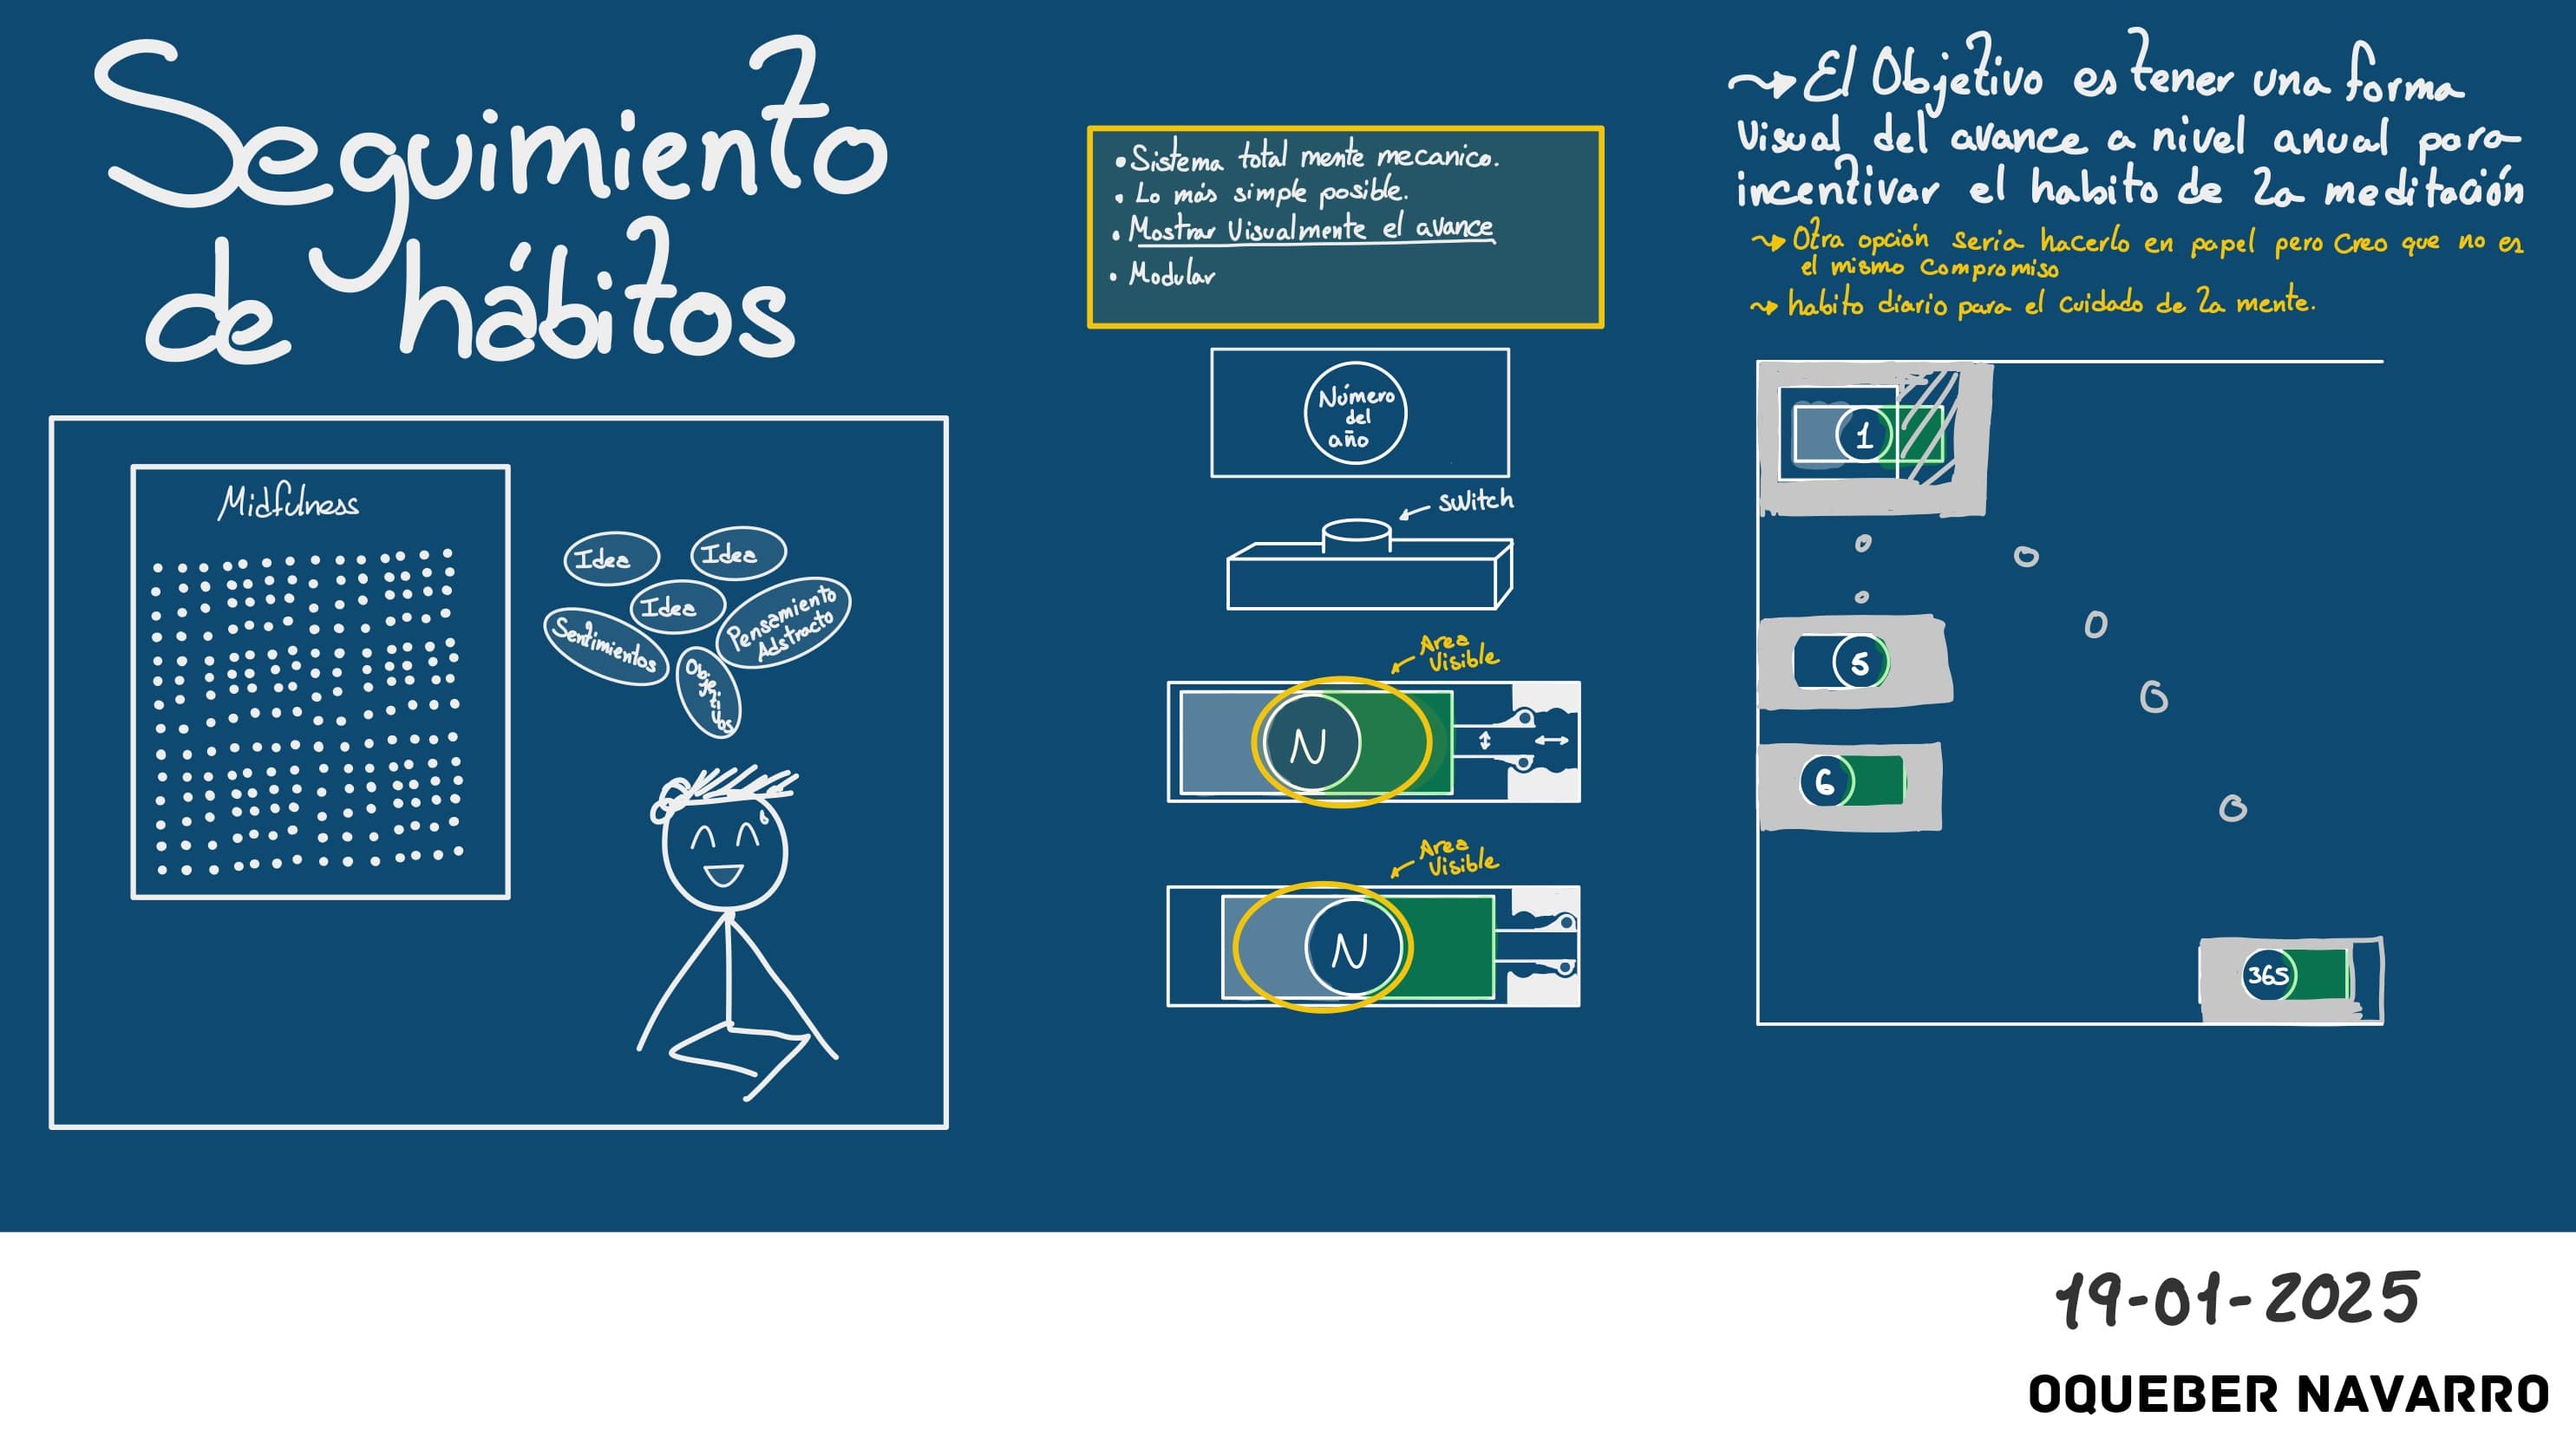 Seguimiento
de hábitos
Midfulness
Idea
Idea
Idea
Sentimientos
Pensamiento
Adstracto
Objetivos
• Sistema total mente mecanico.
• Lo más simple posible.
• Mostrar Visualmente el avance
• Modular
Número
del
año
switch
Area
Visible
N
Area
Visible
N
El Objetivo es tener una forma
Visual del avance a nivel anual para
incentivar el habito de la meditación
Otra opción seria hacerlo en papel pero Creo que no es
el mismo Compromiso
habito diario para el cuidado de la mente.
1
5
6
365
19-01-2025
OQUEBER NAVARRO